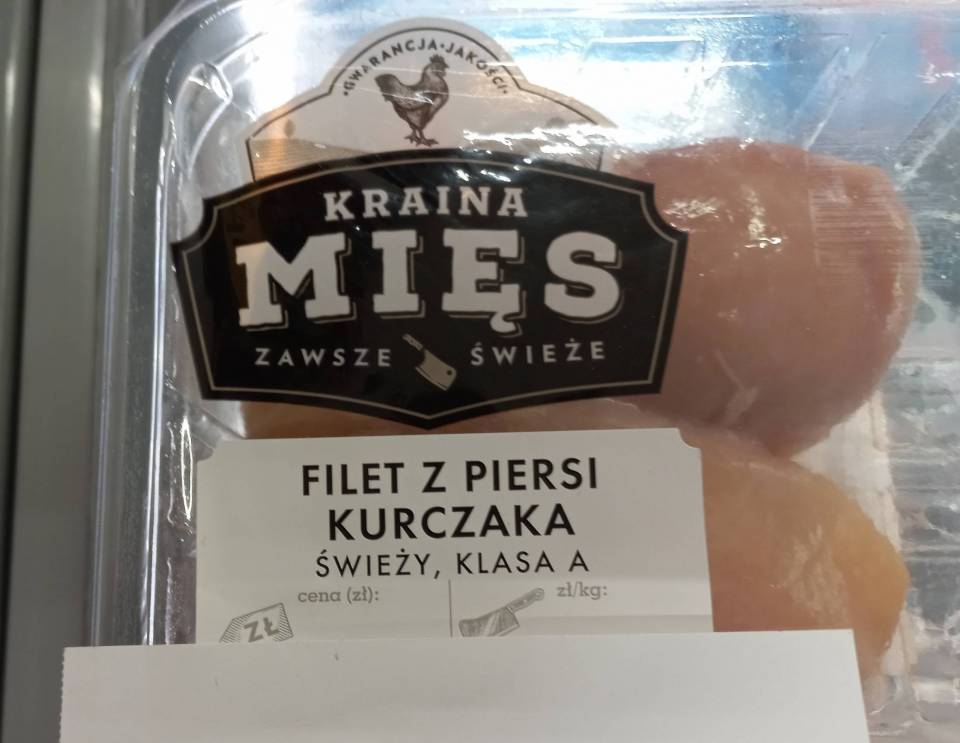 GWARANCJA•JAKOŚCI
KRAINA
MIĘS
ZAWSZE ŚWIEŻE
FILET Z PIERSI
KURCZAKA
ŚWIEŻY, KLASA A
cena (zł): zł/kg:
ZŁ